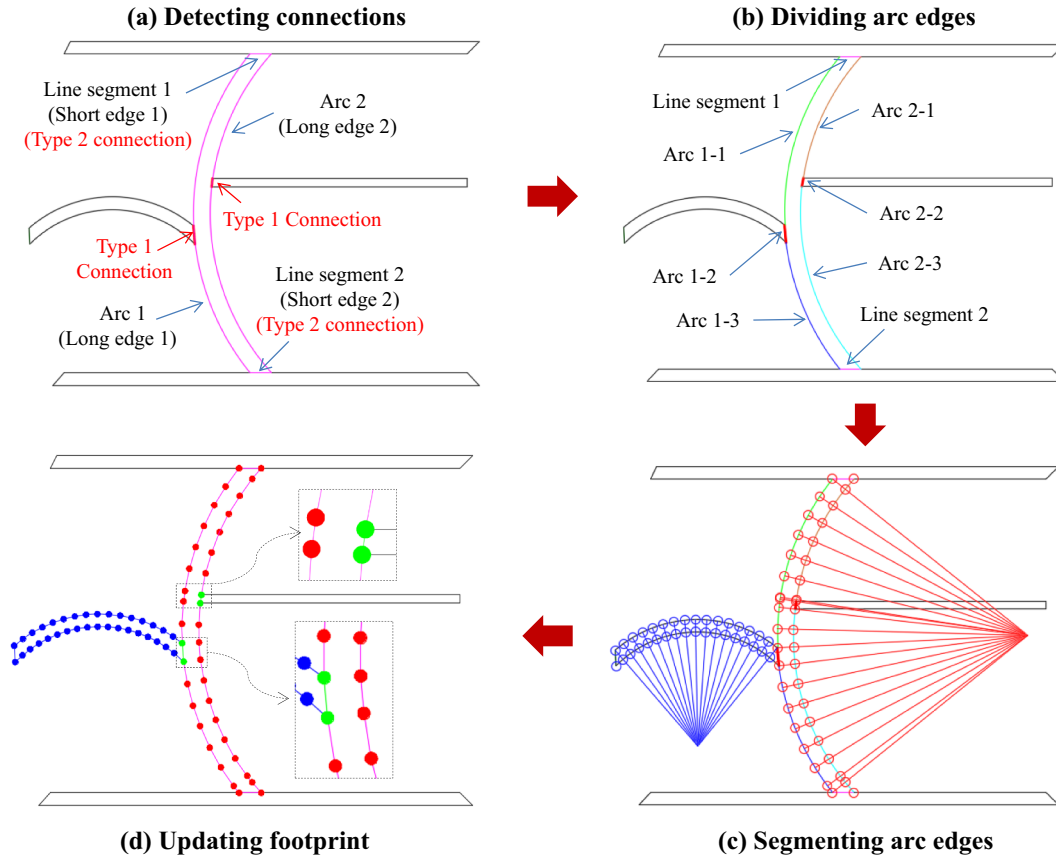 (a) Detecting connections
Line segment 1
(Short edge 1)
(Type 2 connection)
Arc 2
(Long edge 2)
Type 1 Connection
Type 1
Connection
Line segment 2
(Short edge 2)
(Type 2 connection)
Arc 1
(Long edge 1)
(b) Dividing arc edges
Line segment 1
Arc 2-1
Arc 1-1
Arc 2-2
Arc 1-2
Arc 2-3
Arc 1-3
Line segment 2
(d) Updating footprint
(c) Segmenting arc edges